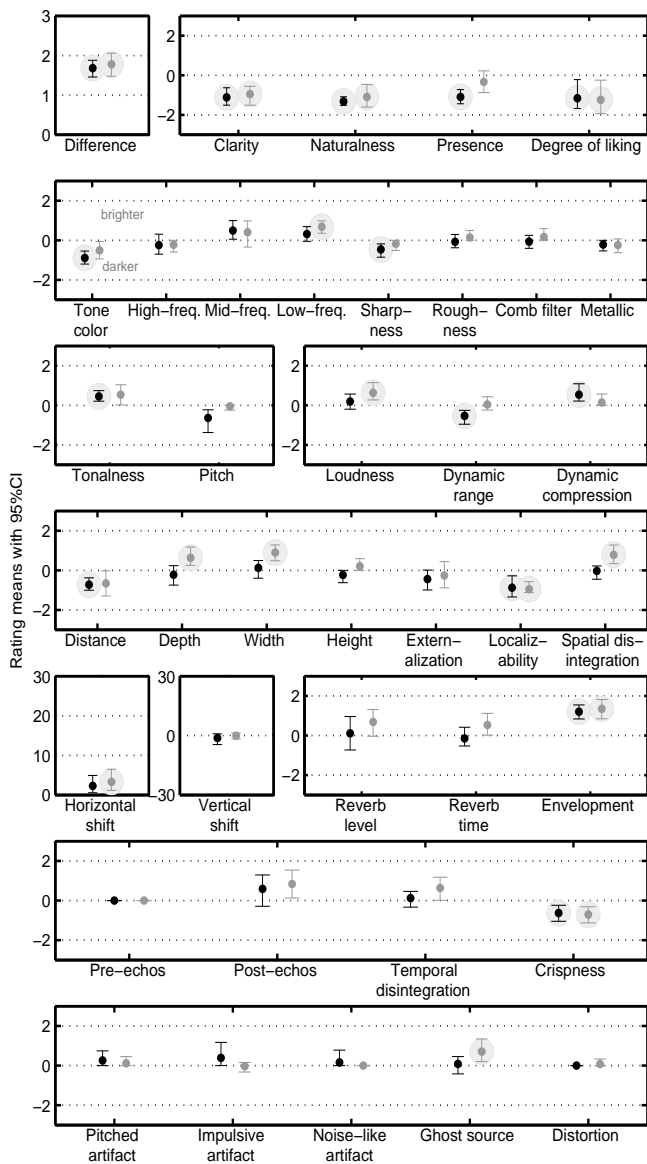 3
2
1
0
2
0
−2
Difference
Clarity
Naturalness
Presence
Degree of liking
2
0
−2
brighter
darker
Tone
color
High−freq.
Mid−freq.
Low−freq.
Sharp−
ness
Rough−
ness
Comb filter
Metallic
2
0
−2
Tonalness
Pitch
2
0
−2
Loudness
Dynamic
range
Dynamic
compression
Rating means with 95%CI
2
0
−2
Distance
Depth
Width
Height
Extern−
alization
Localiz−
ability
Spatial dis−
integration
30
20
10
0
Horizontal
shift
30
0
−30
Vertical
shift
2
0
−2
Reverb
level
Reverb
time
Envelopment
2
0
−2
Pre−echos
Post−echos
Temporal
disintegration
Crispness
2
0
−2
Pitched
artifact
Impulsive
artifact
Noise−like
artifact
Ghost source
Distortion